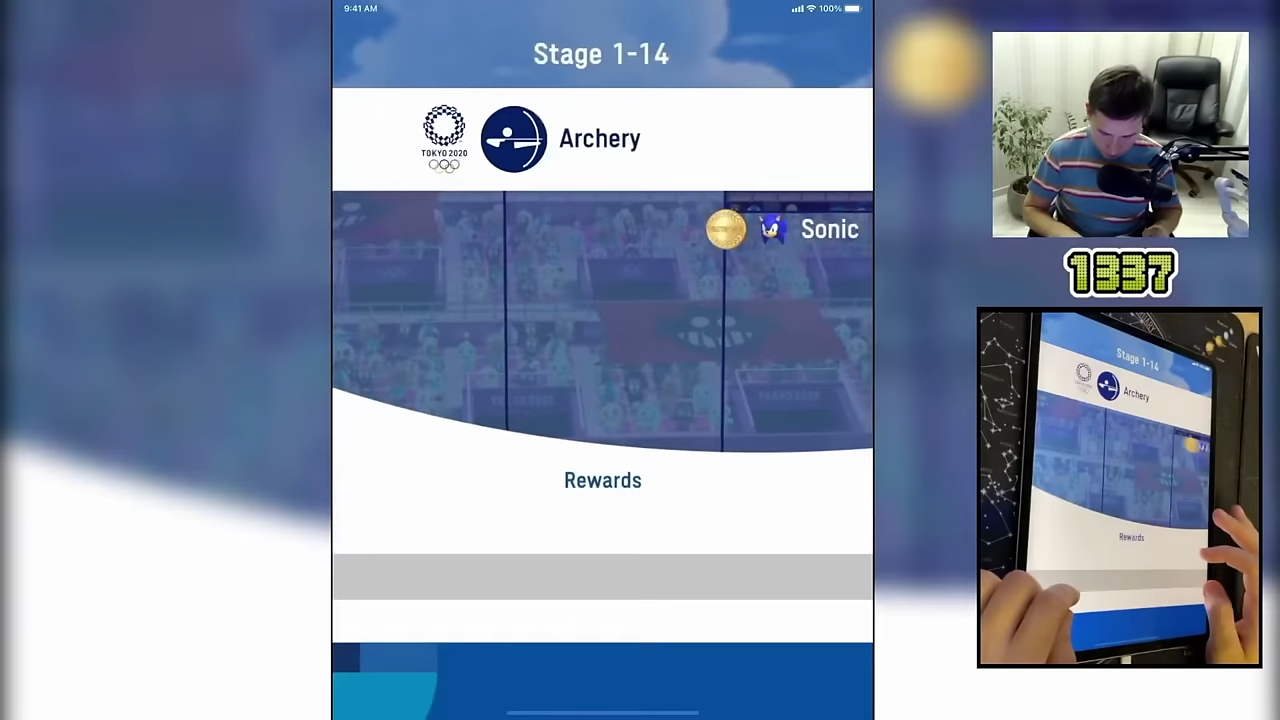 9:41 AM
100%
Stage 1-14
TOKYO 2020
Archery
Sonic
Rewards
1337
Stage 1-14
Archery
Rewards